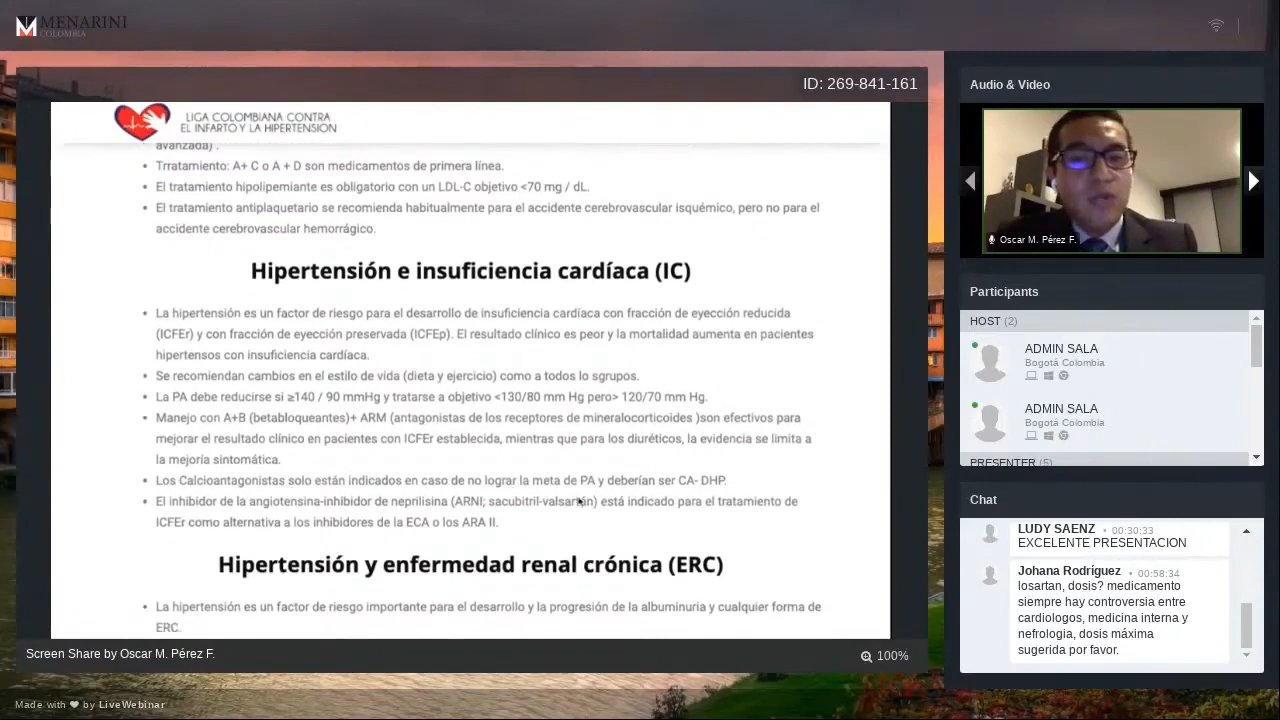 MENARINI
COLOMBIA
ID: 269-841-161
LIGA COLOMBIANA CONTRA
EL INFARTO Y LA HIPERTENSION
avanzada) .
• Trratamiento: A+ C o A + D son medicamentos de primera línea.
• El tratamiento hipolipemiante es obligatorio con un LDL-C objetivo <70 mg / dL.
• El tratamiento antiplaquetario se recomienda habitualmente para el accidente cerebrovascular isquémico, pero no para el
accidente cerebrovascular hemorrágico.
Hipertensión e insuficiencia cardíaca (IC)
• La hipertensión es un factor de riesgo para el desarrollo de insuficiencia cardíaca con fracción de eyección reducida
(ICFEr) y con fracción de eyección preservada (ICFEp). El resultado clínico es peor y la mortalidad aumenta en pacientes
hipertensos con insuficiencia cardíaca.
• Se recomiendan cambios en el estilo de vida (dieta y ejercicio) como a todos lo sgrupos.
• La PA debe reducirse si ≥140 / 90 mmHg y tratarse a objetivo <130/80 mm Hg pero> 120/70 mm Hg.
• Manejo con A+B (betabloqueantes)+ ARM (antagonistas de los receptores de mineralocorticoides )son efectivos para
mejorar el resultado clínico en pacientes con ICFEr establecida, mientras que para los diuréticos, la evidencia se limita a
la mejoría sintomática.
• Los Calcioantagonistas solo están indicados en caso de no lograr la meta de PA y deberían ser CA- DHP.
• El inhibidor de la angiotensina-inhibidor de neprilisina (ARNI; sacubitril-valsartán) está indicado para el tratamiento de
ICFEr como alternativa a los inhibidores de la ECA o los ARA II.
Hipertensión y enfermedad renal crónica (ERC)
• La hipertensión es un factor de riesgo importante para el desarrollo y la progresión de la albuminuria y cualquier forma de
ERC.
Screen Share by Oscar M. Pérez F.
100%
Made with ❤ by LiveWebinar
Audio & Video
Oscar M. Pérez F.
Participants
HOST (2)
ADMIN SALA
Bogotá Colombia
ADMIN SALA
Bogotá Colombia
PRESENTER (5)
Chat
LUDY SAENZ • 00:30:33
EXCELENTE PRESENTACION
Johana Rodríguez • 00:58:34
losartan, dosis? medicamento
siempre hay controversia entre
cardiologos, medicina interna y
nefrologia, dosis máxima
sugerida por favor.